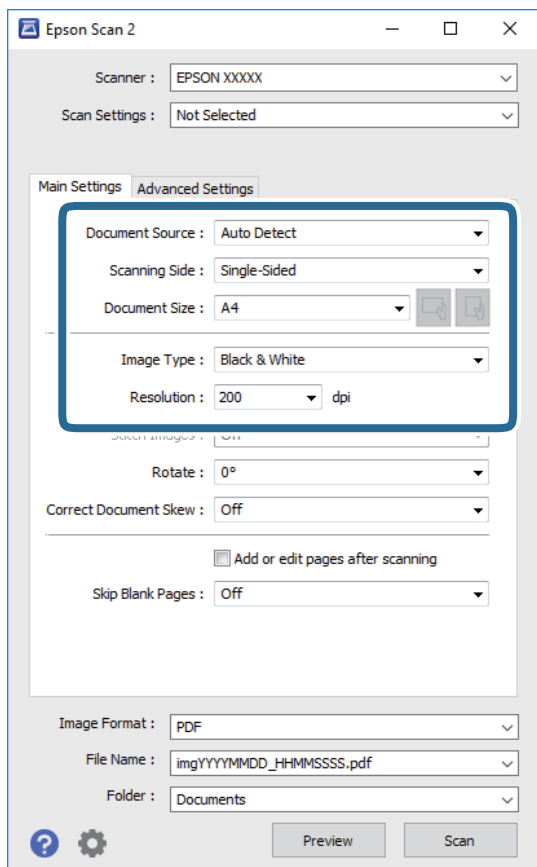 Epson Scan 2
Scanner : EPSON XXXXX
Scan Settings : Not Selected
Main Settings Advanced Settings
Document Source : Auto Detect
Scanning Side : Single-Sided
Document Size : A4
Image Type : Black & White
Resolution : 200 dpi
Stitch Images : Off
Rotate : 0°
Correct Document Skew : Off
Add or edit pages after scanning
Skip Blank Pages : Off
Image Format : PDF
File Name : imgYYYYMMDD_HHMMSSSS.pdf
Folder : Documents
? Preview Scan